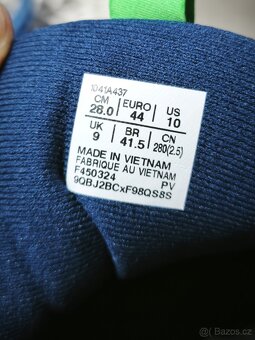 1041A437
CM EURO US
28.0 44 10
UK BR CN
9 41.5 280(2.5)
MADE IN VIETNAM
FABRIQUE AU VIETNAM
F450324 PV
9QBJ2BCxF98QS8S
© Bazos.cz